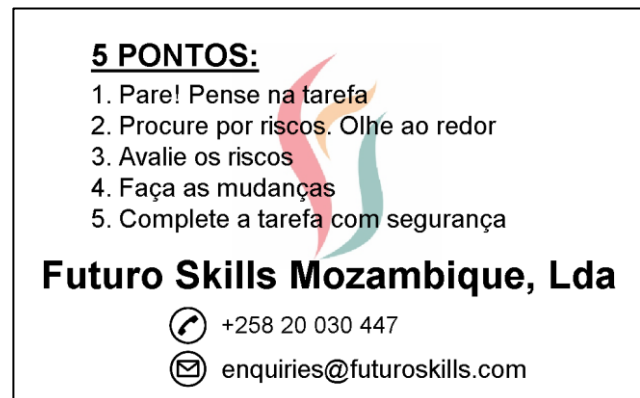 5 PONTOS:
1. Pare! Pense na tarefa
2. Procure por riscos. Olhe ao redor
3. Avalie os riscos
4. Faça as mudanças
5. Complete a tarefa com segurança
Futuro Skills Mozambique, Lda
+258 20 030 447
enquiries@futuroskills.com